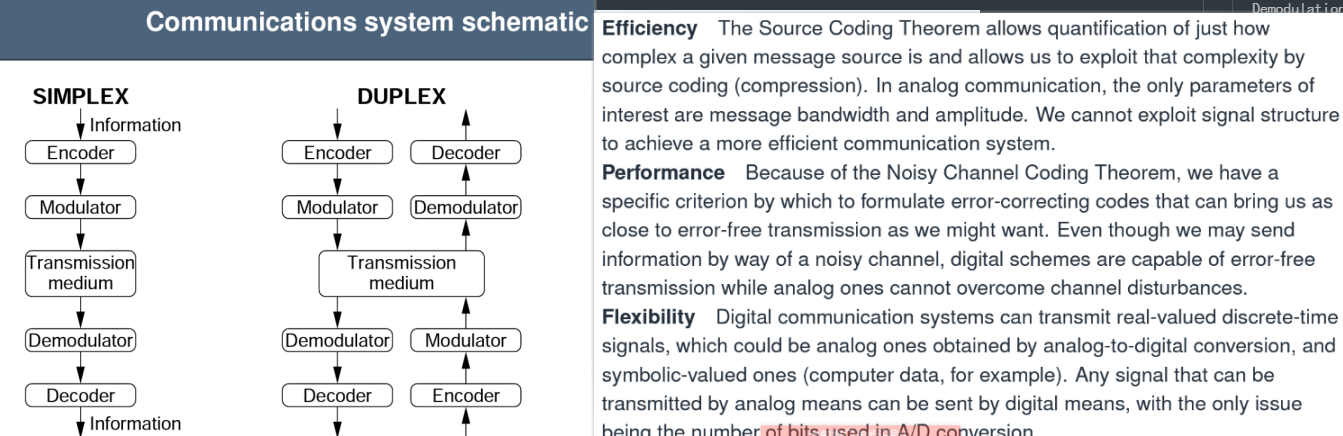 Communications system schematic
SIMPLEX
Information
Encoder
Modulator
Transmission
medium
Demodulator
Decoder
Information
DUPLEX
Encoder
Decoder
Modulator
Demodulator
Transmission
medium
Demodulator
Modulator
Decoder
Encoder
Demodulation
Efficiency The Source Coding Theorem allows quantification of just how
complex a given message source is and allows us to exploit that complexity by
source coding (compression). In analog communication, the only parameters of
interest are message bandwidth and amplitude. We cannot exploit signal structure
to achieve a more efficient communication system.
Performance Because of the Noisy Channel Coding Theorem, we have a
specific criterion by which to formulate error-correcting codes that can bring us as
close to error-free transmission as we might want. Even though we may send
information by way of a noisy channel, digital schemes are capable of error-free
transmission while analog ones cannot overcome channel disturbances.
Flexibility Digital communication systems can transmit real-valued discrete-time
signals, which could be analog ones obtained by analog-to-digital conversion, and
symbolic-valued ones (computer data, for example). Any signal that can be
transmitted by analog means can be sent by digital means, with the only issue
being the number of bits used in A/D conversion